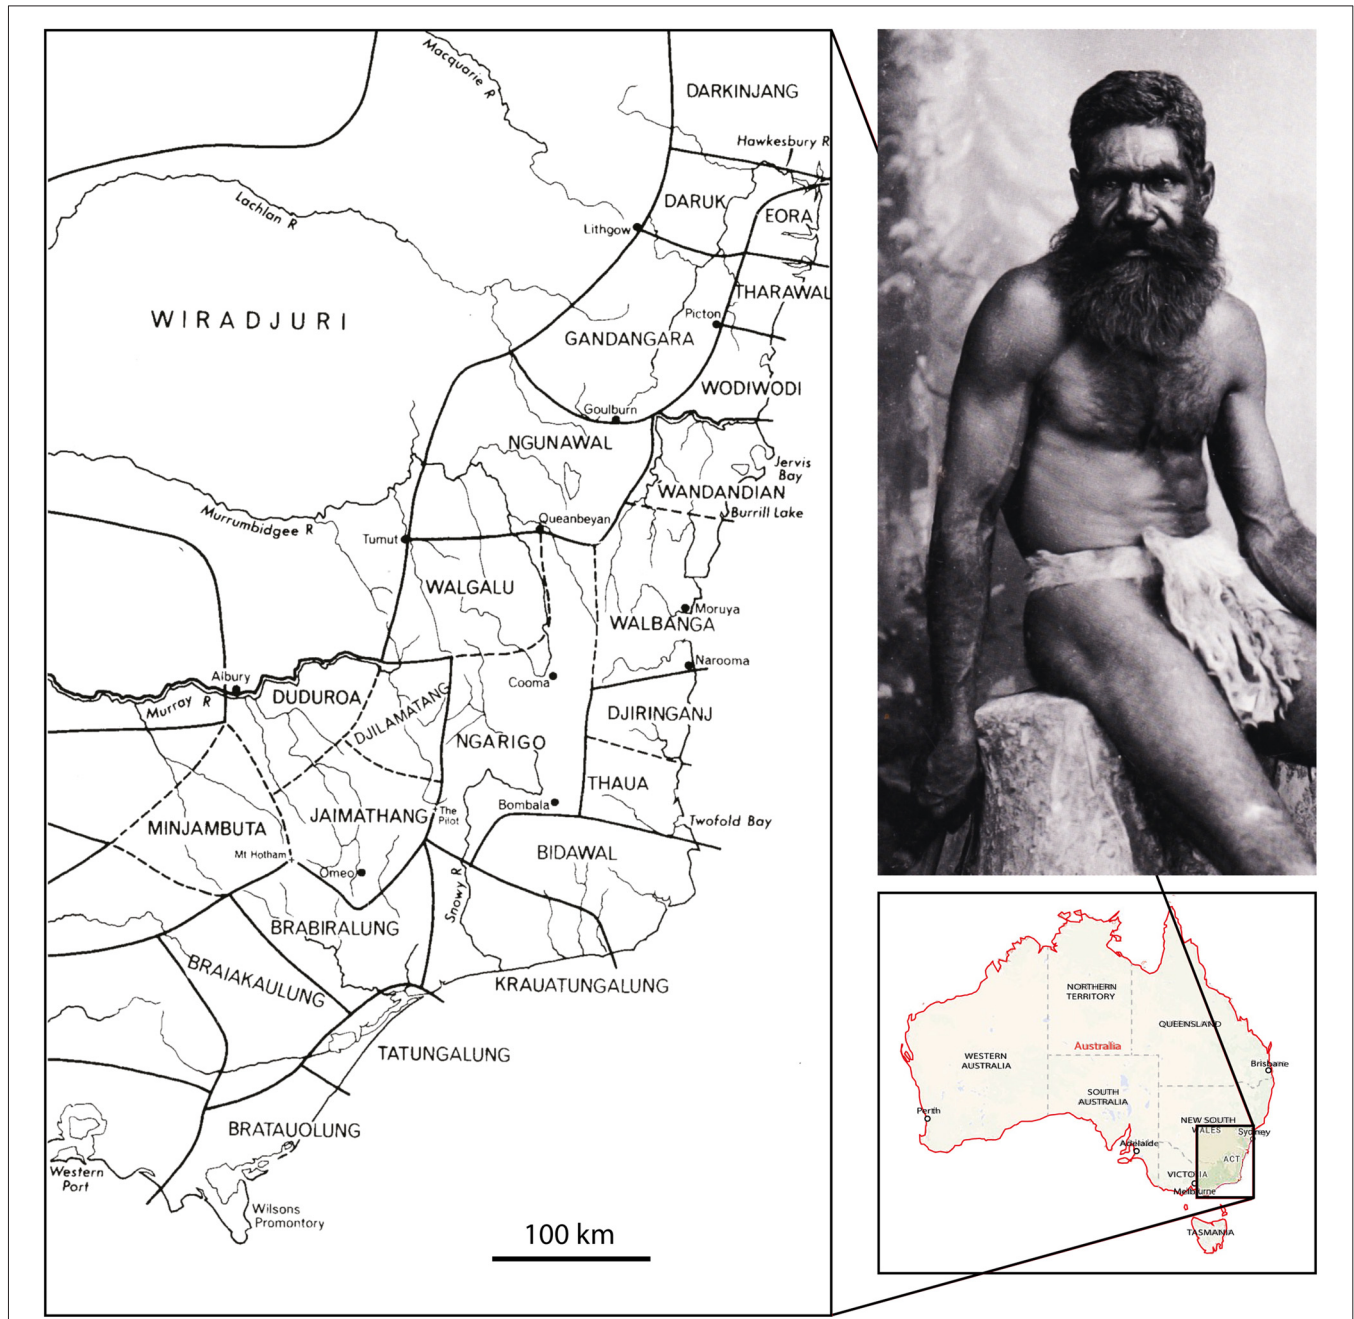 Macquarie R
DARKINJANG
Hawkesbury R
DARUK
EORA
Lachlan R
Lithgow
THARAWAL
WIRADJURI
Picton
GANDANGARA
WODIWODI
Goulburn
NGUNAWAL
Jervis
Bay
WANDANDIAN
Burrill Lake
Murrumbidgee R
Queanbeyan
Tumut
WALGALU
Moruya
WALBANGA
Narooma
Albury
Cooma
DUDUROA
Murray R
DJILAMATANG
DJIRINGANJ
NGARIGO
THAUA
Bombala
The
Pilot
JAIMATHANG
Twofold Bay
MINJAMBUTA
Mt Hotham
BIDAWAL
Omeo
Snowy R
BRABIRALUNG
BRAIAKAULUNG
KRAUATUNGALUNG
TATUNGALUNG
BRATAUOLUNG
Western
Port
Wilsons
Promontory
100 km
NORTHERN
TERRITORY
QUEENSLAND
Australia
WESTERN
AUSTRALIA
Brisbane
SOUTH
AUSTRALIA
Perth
NEW SOUTH
WALES
Sydney
Adelaide
ACT
VICTORIA
Melburne
TASMANIA